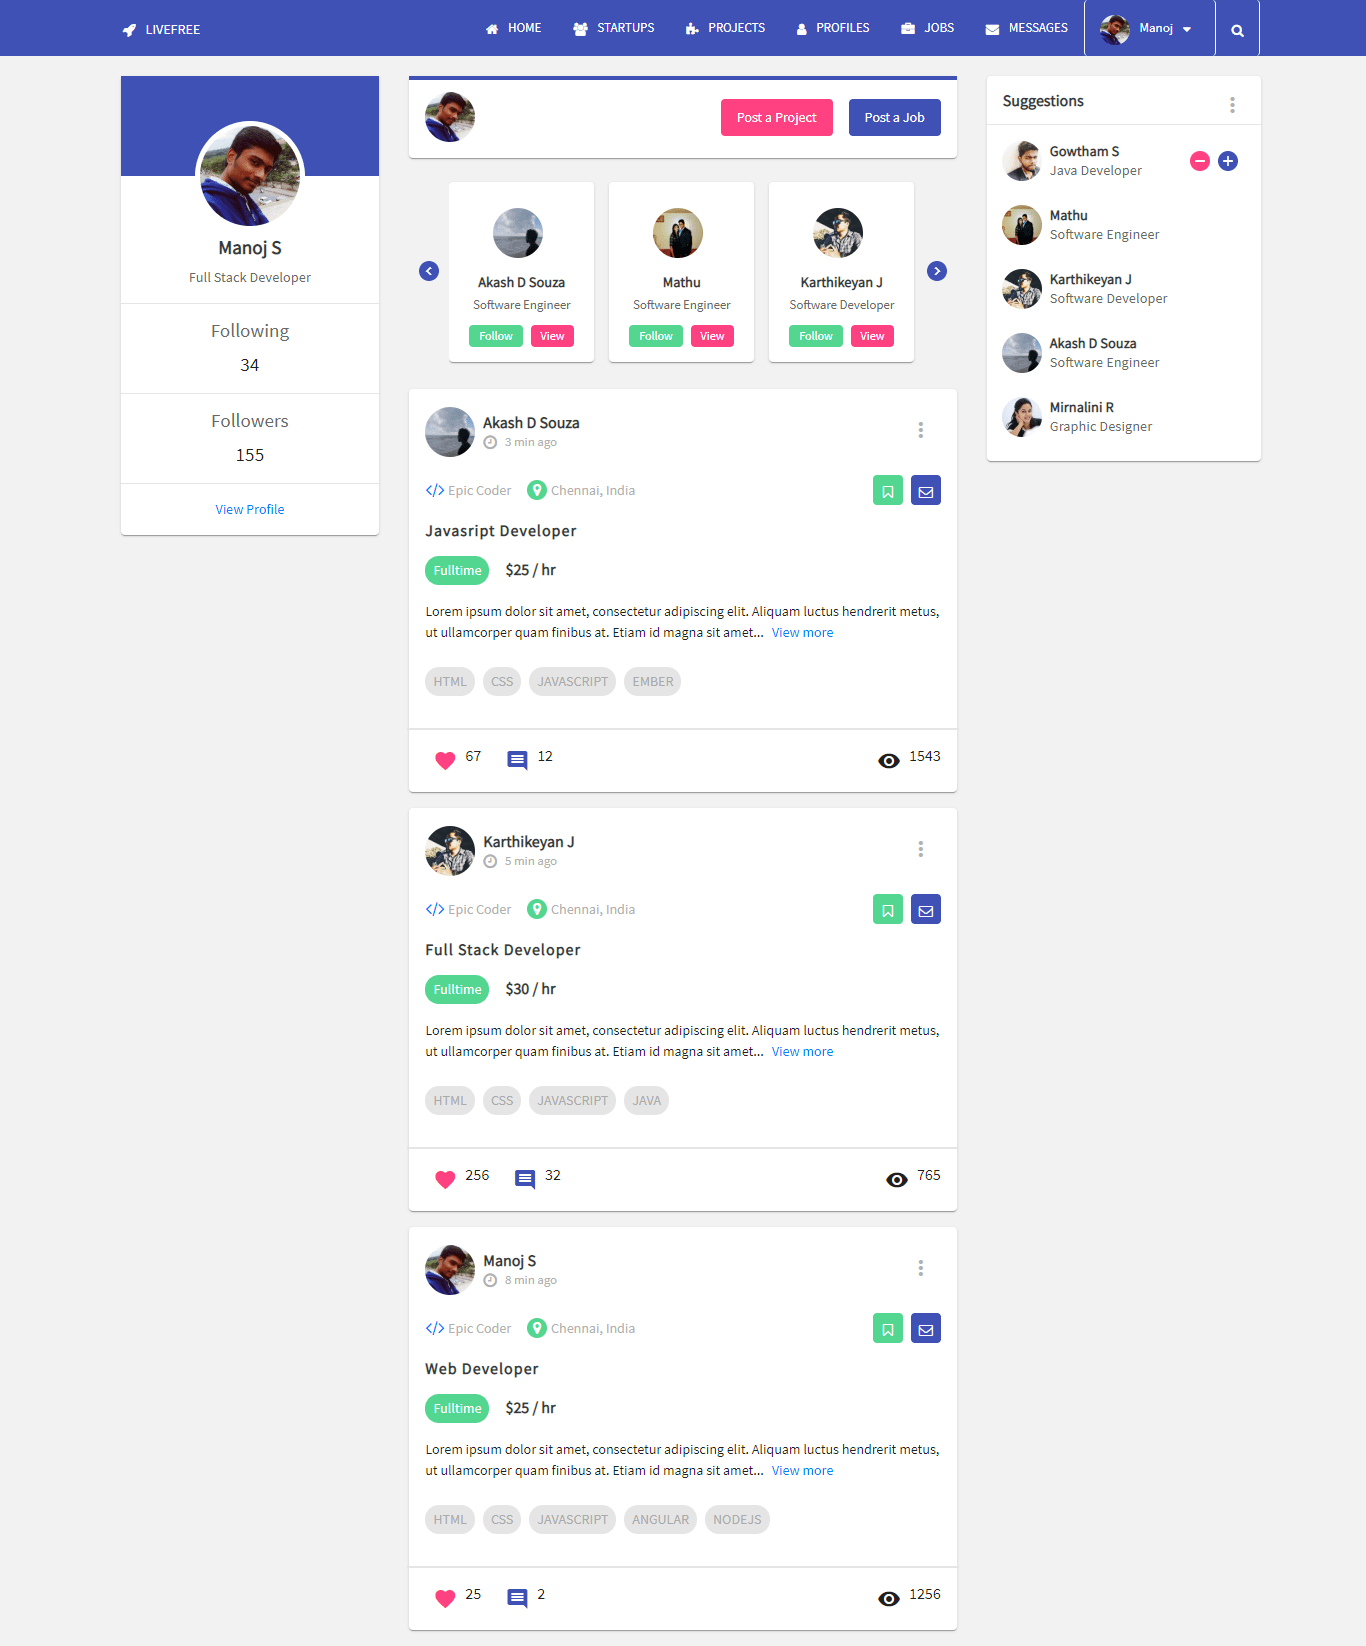 LIVEFREE
HOME
STARTUPS
PROJECTS
PROFILES
JOBS
MESSAGES
Manoj
Manoj S
Full Stack Developer
Following
34
Followers
155
View Profile
Post a Project
Post a Job
Akash D Souza
Software Engineer
Follow
View
Mathu
Software Engineer
Follow
View
Karthikeyan J
Software Developer
Follow
View
Akash D Souza
3 min ago
Epic Coder
Chennai, India
Javasript Developer
Fulltime
$25 / hr
Lorem ipsum dolor sit amet, consectetur adipiscing elit. Aliquam luctus hendrerit metus,
ut ullamcorper quam finibus at. Etiam id magna sit amet... View more
HTML
CSS
JAVASCRIPT
EMBER
67
12
1543
Karthikeyan J
5 min ago
Epic Coder
Chennai, India
Full Stack Developer
Fulltime
$30 / hr
Lorem ipsum dolor sit amet, consectetur adipiscing elit. Aliquam luctus hendrerit metus,
ut ullamcorper quam finibus at. Etiam id magna sit amet... View more
HTML
CSS
JAVASCRIPT
JAVA
256
32
765
Manoj S
8 min ago
Epic Coder
Chennai, India
Web Developer
Fulltime
$25 / hr
Lorem ipsum dolor sit amet, consectetur adipiscing elit. Aliquam luctus hendrerit metus,
ut ullamcorper quam finibus at. Etiam id magna sit amet... View more
HTML
CSS
JAVASCRIPT
ANGULAR
NODEJS
25
2
1256
Suggestions
Gowtham S
Java Developer
Mathu
Software Engineer
Karthikeyan J
Software Developer
Akash D Souza
Software Engineer
Mirnalini R
Graphic Designer